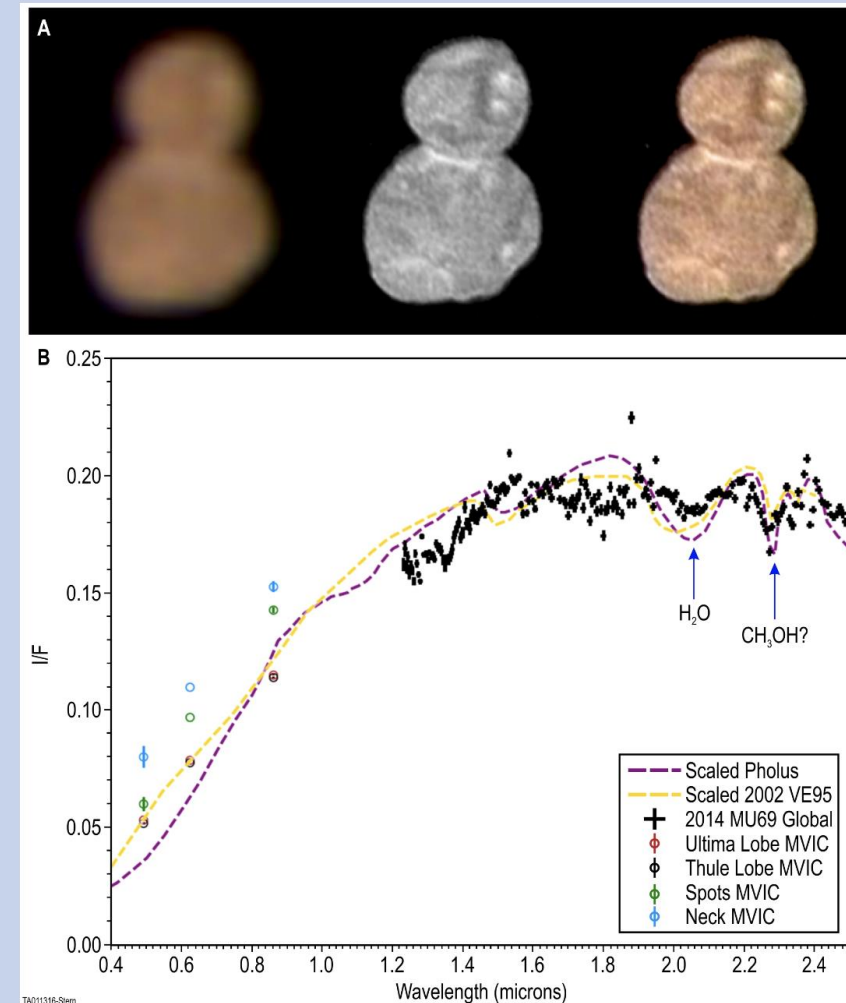 A
B
0.25
0.20
0.15
0.10
0.05
0.00
I/F
H₂O
CH₃OH?
Scaled Pholus
Scaled 2002 VE95
2014 MU69 Global
Ultima Lobe MVIC
Thule Lobe MVIC
Spots MVIC
Neck MVIC
0.4 0.6 0.8 1.0 1.2 1.4 1.6 1.8 2.0 2.2 2.4
Wavelength (microns)
TA011316-Stern